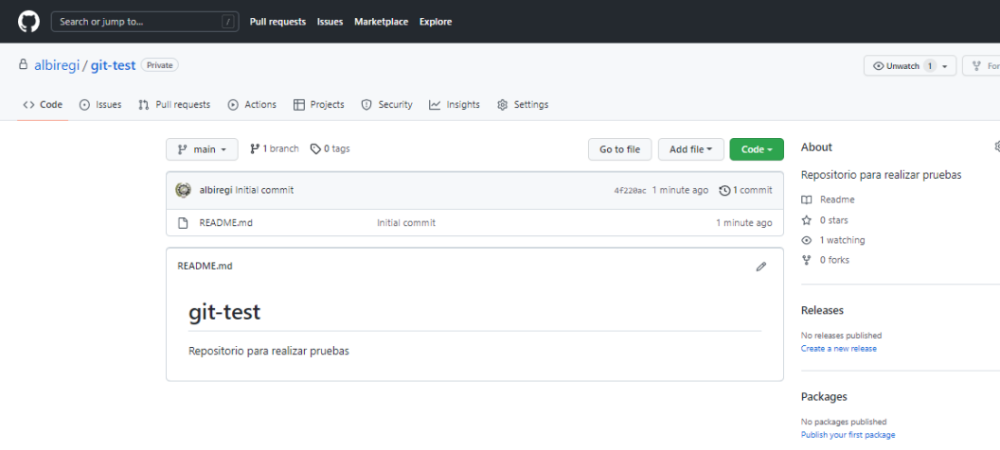 Search or jump to... / Pull requests Issues Marketplace Explore
albiregi / git-test Private Unwatch 1
Code Issues Pull requests Actions Projects Security Insights Settings
main 1 branch 0 tags Go to file Add file Code
albiregi Initial commit 4f220ac 1 minute ago 1 commit
README.md Initial commit 1 minute ago
README.md
git-test
Repositorio para realizar pruebas
About
Repositorio para realizar pruebas
Readme
0 stars
1 watching
0 forks
Releases
No releases published
Create a new release
Packages
No packages published
Publish your first package